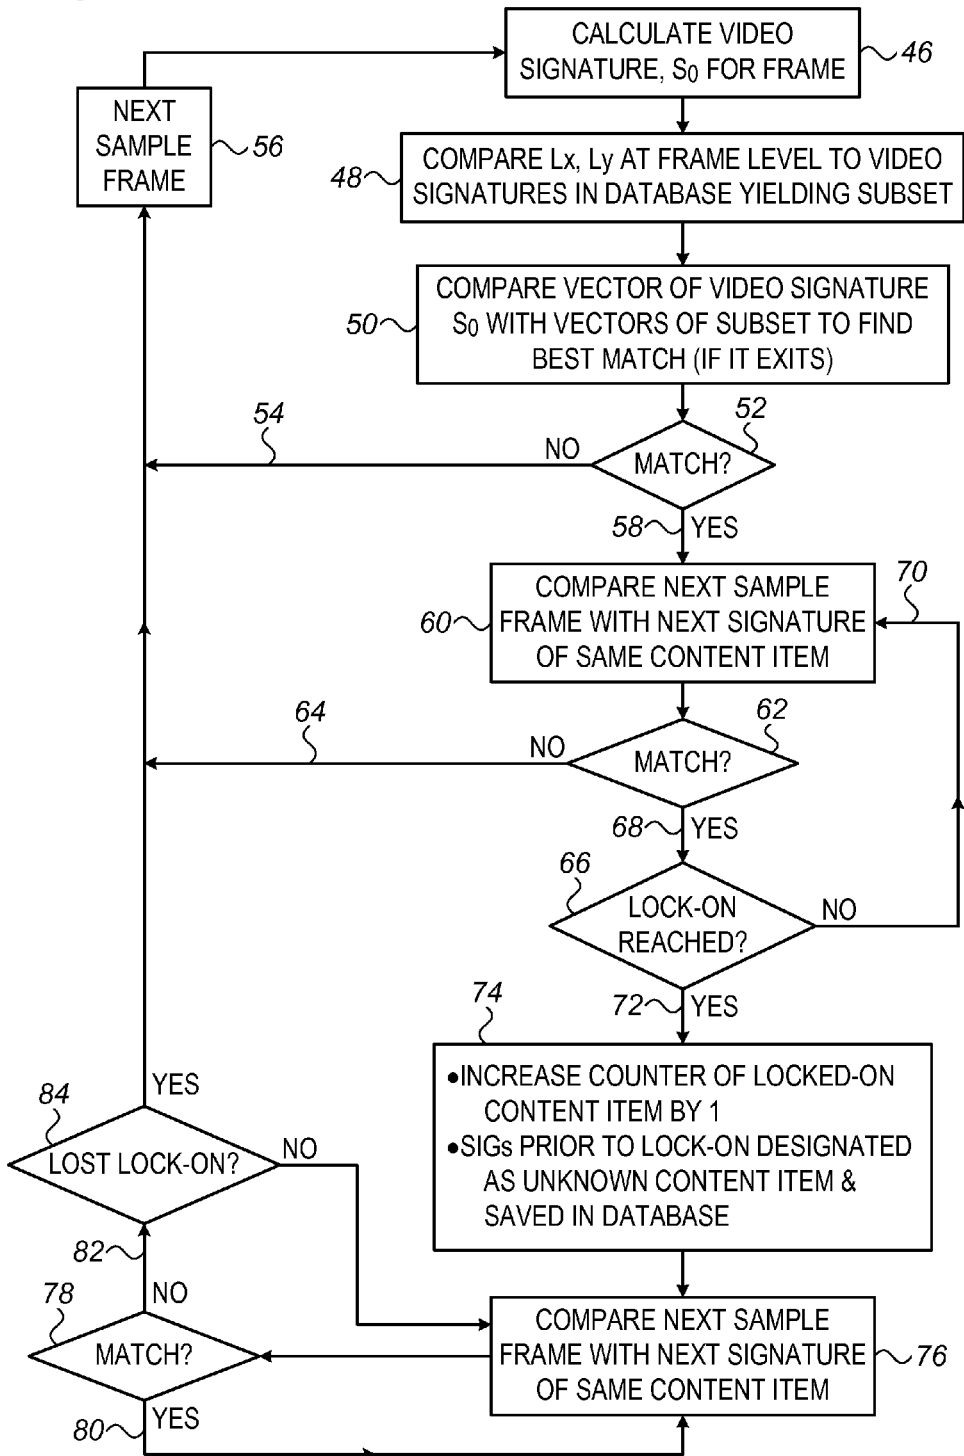 CALCULATE VIDEO
SIGNATURE, S0 FOR FRAME
46
NEXT
SAMPLE
FRAME
56
COMPARE Lx, Ly AT FRAME LEVEL TO VIDEO
SIGNATURES IN DATABASE YIELDING SUBSET
48
COMPARE VECTOR OF VIDEO SIGNATURE
S0 WITH VECTORS OF SUBSET TO FIND
BEST MATCH (IF IT EXITS)
50
54
NO
MATCH?
52
58
YES
COMPARE NEXT SAMPLE
FRAME WITH NEXT SIGNATURE
OF SAME CONTENT ITEM
60
70
64
NO
MATCH?
62
68
YES
66
LOCK-ON
REACHED?
NO
72
YES
74
•INCREASE COUNTER OF LOCKED-ON
CONTENT ITEM BY 1
•SIGs PRIOR TO LOCK-ON DESIGNATED
AS UNKNOWN CONTENT ITEM &
SAVED IN DATABASE
YES
84
LOST LOCK-ON?
NO
82
NO
78
MATCH?
COMPARE NEXT SAMPLE
FRAME WITH NEXT SIGNATURE
OF SAME CONTENT ITEM
76
80
YES